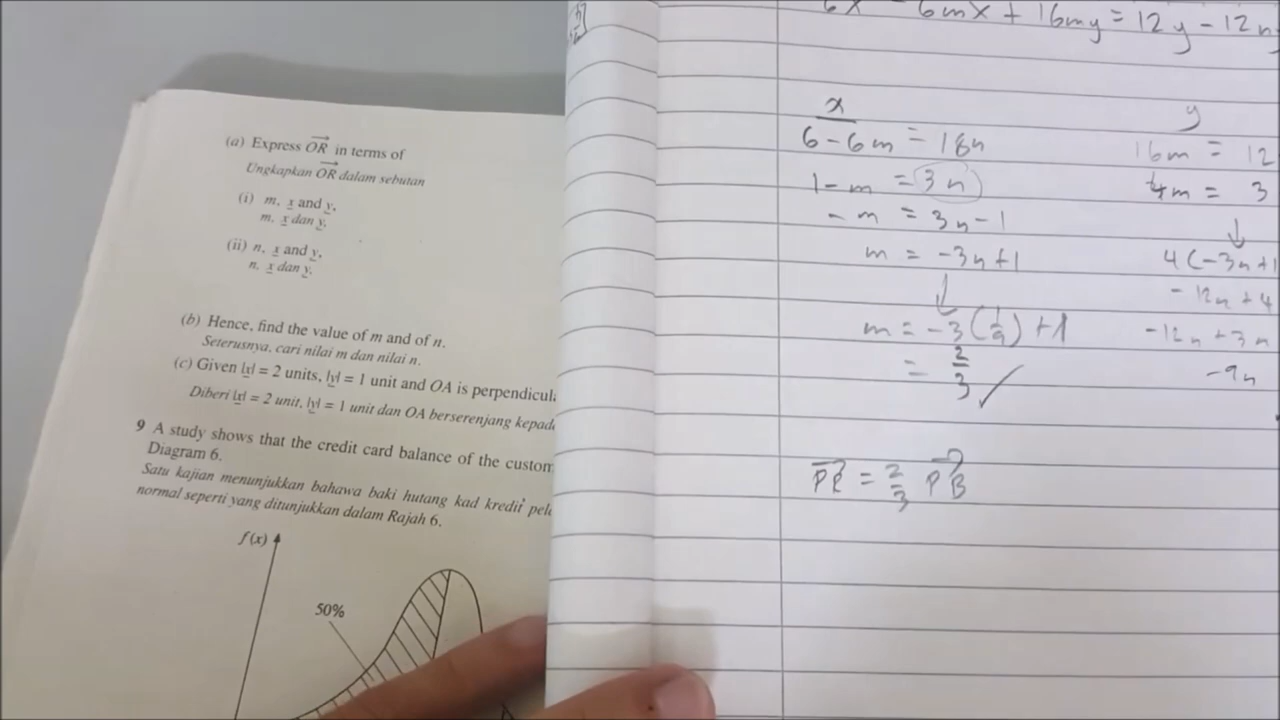 (a) Express OR in terms of
Ungkapkan OR dalam sebutan
(i) m, x and y,
m, x dan y,
(ii) n, x and y,
n, x dan y.
(b) Hence, find the value of m and of n.
Seterusnya, cari nilai m dan nilai n.
(c) Given |x| = 2 units, |y| = 1 unit and OA is
Diberi |x| = 2 unit, |y| = 1 unit dan OA berserenjang
9 A study shows that the credit card balance of the
Diagram 6.
Satu kajian menunjukkan bahawa baki hutang kad kredit
normal seperti yang ditunjukkan dalam Rajah 6.
f(x)
50%
6x - 6mx + 16my = 12y - 12n
x
6 - 6m = 18n
1 - m = 3n
- m = 3n - 1
m = -3n + 1
m = -3(1/9) + 1
= 2/3 ✓
PR = 2/3 PB
y
16m = 12
4m = 3
4(-3n+1
- 12n + 4
-12n + 3n
-9n